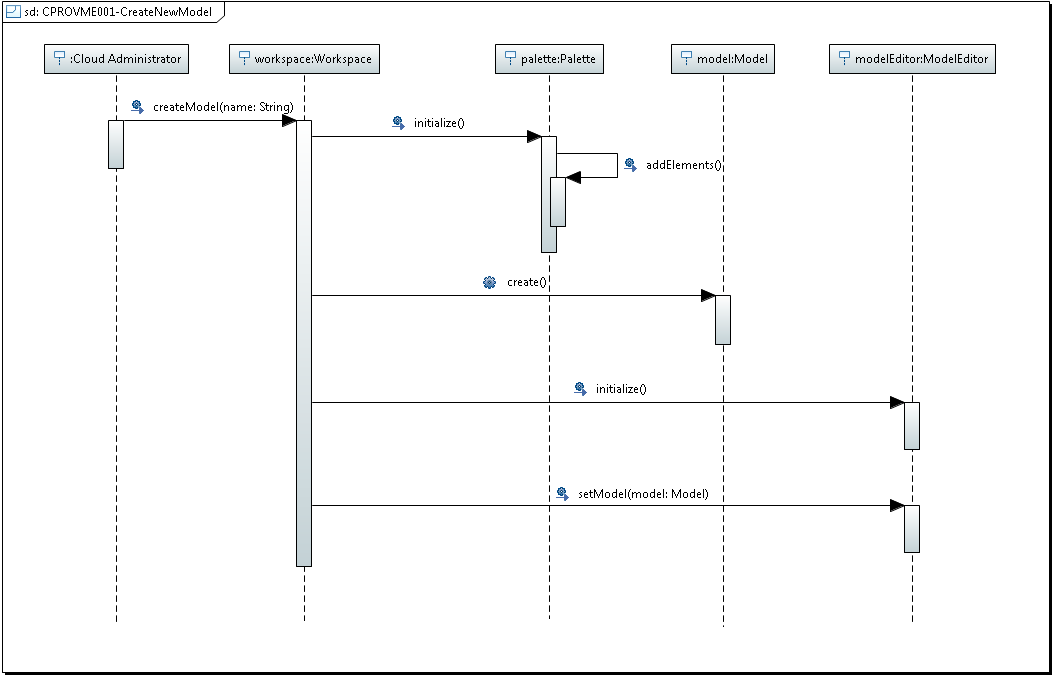 sd: CPROVME001-CreateNewModel
:Cloud Administrator
workspace:Workspace
palette:Palette
model:Model
modelEditor:ModelEditor
createModel(name: String)
initialize()
addElements()
create()
initialize()
setModel(model: Model)